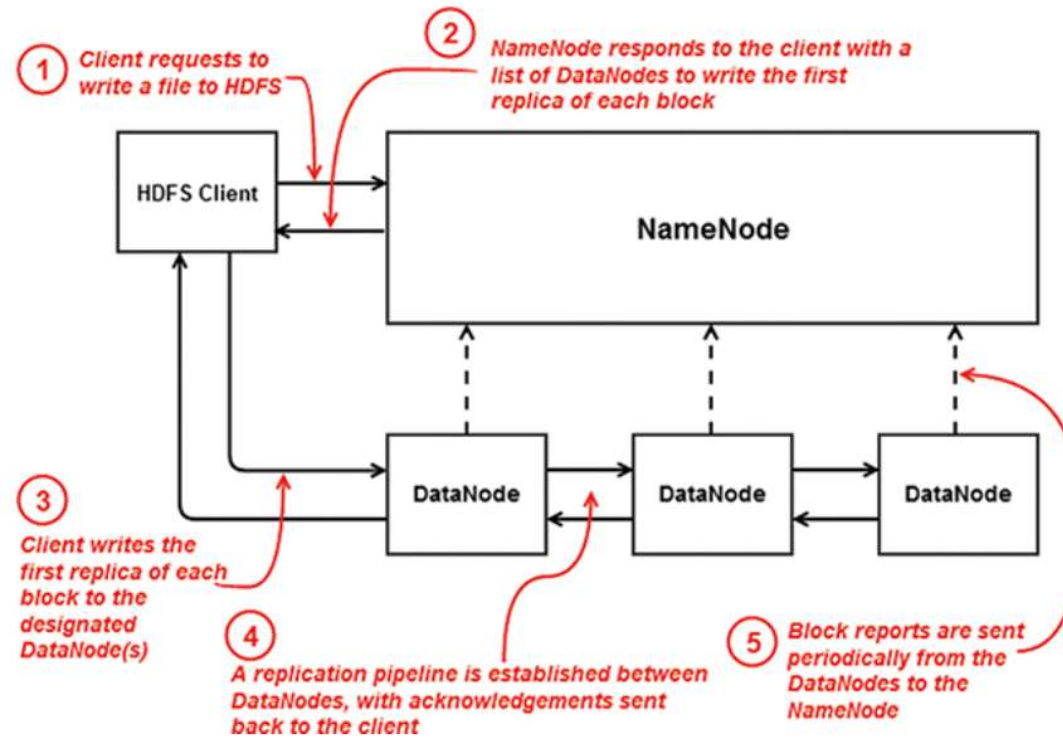 1
Client requests to
write a file to HDFS
2
NameNode responds to the client with a
list of DataNodes to write the first
replica of each block
HDFS Client
NameNode
DataNode
DataNode
DataNode
3
Client writes the
first replica of each
block to the
designated
DataNode(s)
4
A replication pipeline is established between
DataNodes, with acknowledgements sent
back to the client
5
Block reports are sent
periodically from the
DataNodes to the
NameNode